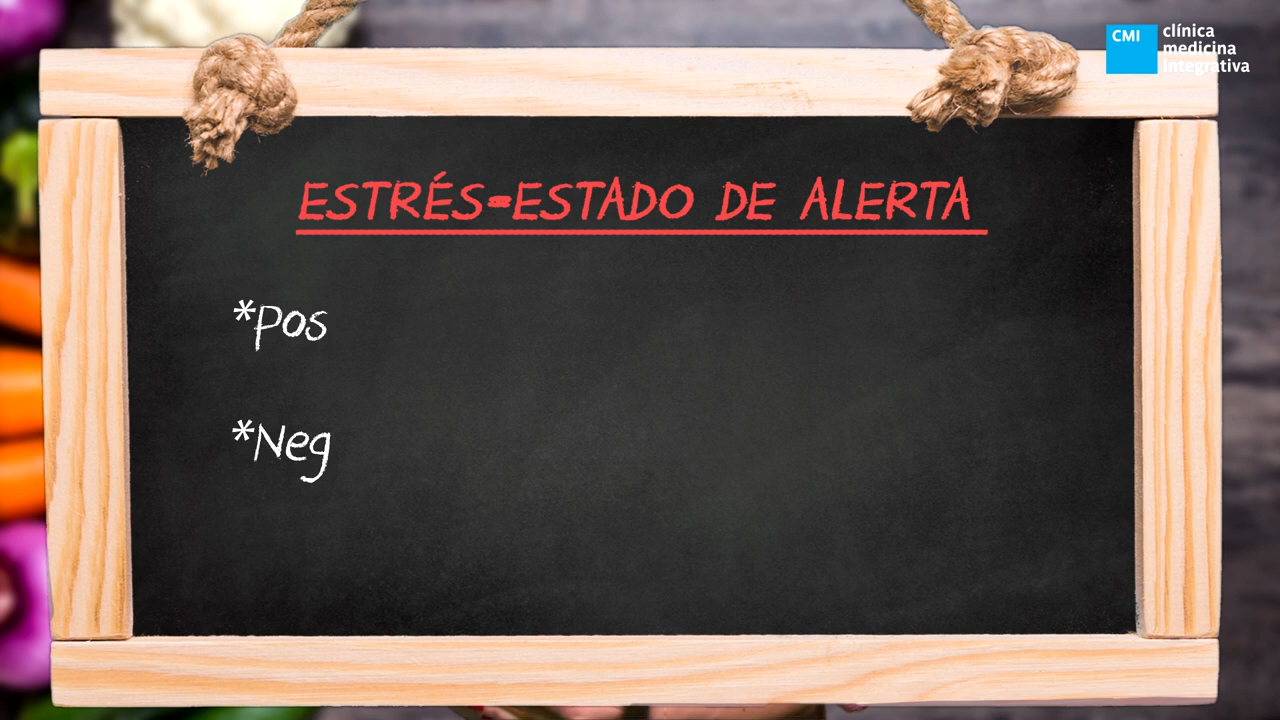 CMI
clínica
medicina
integrativa
ESTRÉS=ESTADO DE ALERTA
*Pos
*Neg